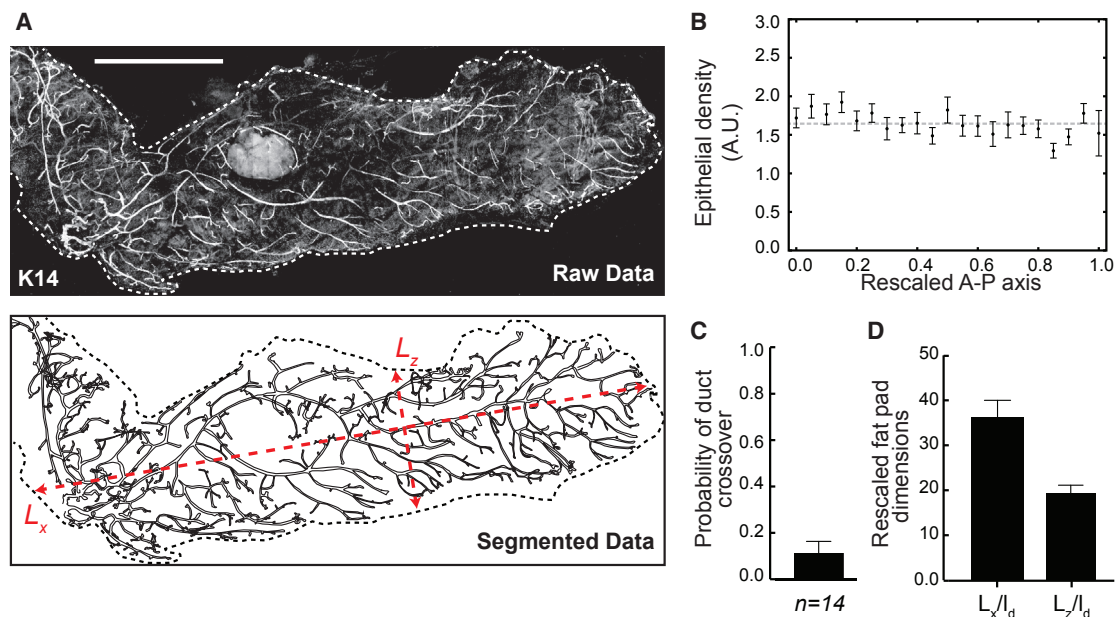 A
K14
Raw Data
L_x
L_z
Segmented Data
B
Epithelial density
(A.U.)
3.0
2.5
2.0
1.5
1.0
0.5
0.0
0.0 0.2 0.4 0.6 0.8 1.0
Rescaled A-P axis
C
Probability of duct
crossover
1.0
0.8
0.6
0.4
0.2
0.0
n=14
D
Rescaled fat pad
dimensions
50
40
30
20
10
0.0
L_x/l_d L_z/l_d